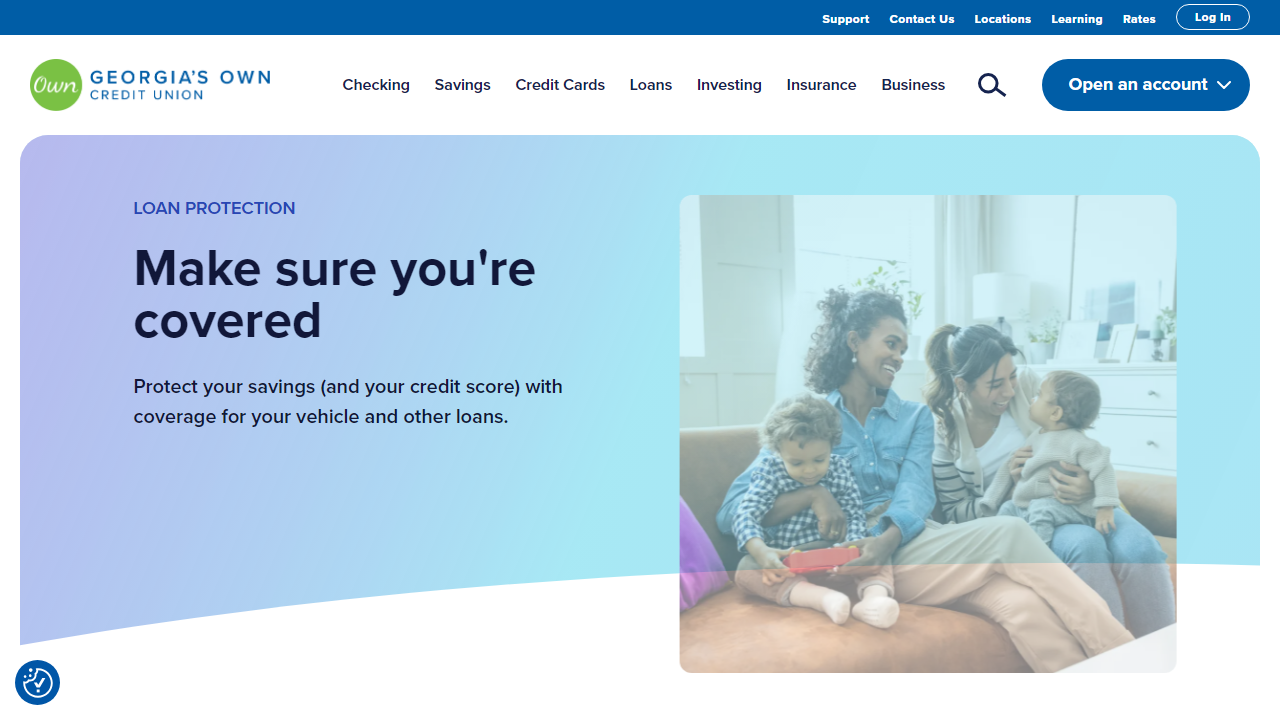 Support Contact Us Locations Learning Rates Log In
Own GEORGIA'S OWN
CREDIT UNION
Checking Savings Credit Cards Loans Investing Insurance Business Open an account
LOAN PROTECTION
Make sure you're
covered
Protect your savings (and your credit score) with
coverage for your vehicle and other loans.